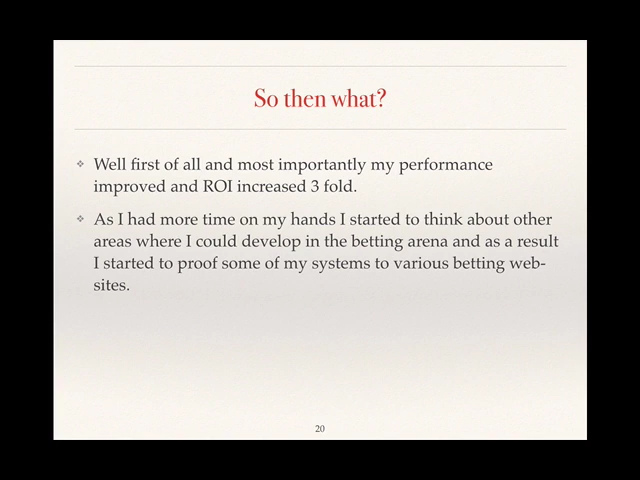 So then what?
Well first of all and most importantly my performance
improved and ROI increased 3 fold.
As I had more time on my hands I started to think about other
areas where I could develop in the betting arena and as a result
I started to proof some of my systems to various betting web-
sites.
20